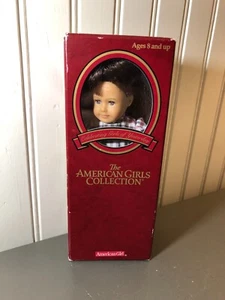 Ages 8 and up
The
AMERICAN GIRLS
COLLECTION®
American Girl